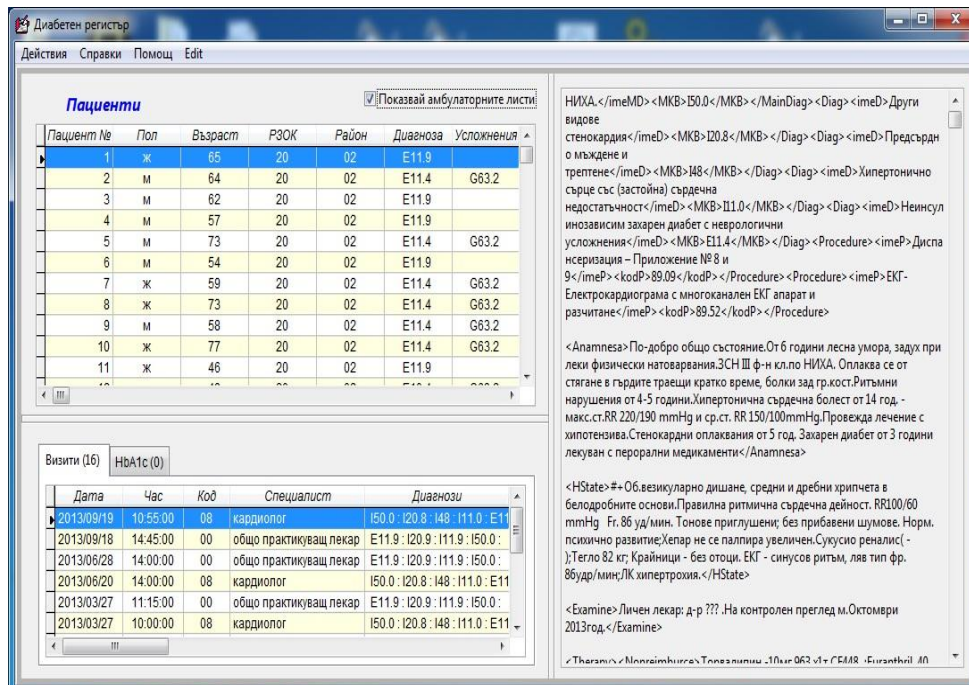 Диабетен регистър
Действия Справки Помощ Edit
Пациенти
Показвай амбулаторните листи
Пациент № Пол Възраст РЗОК Район Диагноза Усложнения
1 ж 65 20 02 E11.9
2 м 64 20 02 E11.4 G63.2
3 м 62 20 02 E11.9
4 м 57 20 02 E11.9
5 м 73 20 02 E11.4 G63.2
6 м 54 20 02 E11.9
7 ж 59 20 02 E11.4 G63.2
8 ж 73 20 02 E11.4 G63.2
9 м 58 20 02 E11.4 G63.2
10 ж 77 20 02 E11.4 G63.2
11 ж 46 20 02 E11.9
Визити (16) HbA1c (0)
Дата Час Код Специалист Диагнози
2013/09/19 10:55:00 08 кардиолог I50.0 : I20.8 : I48 : I11.0 : E11
2013/09/18 14:45:00 00 общо практикуващ лекар E11.9 : I20.9 : I11.9 : I50.0 :
2013/06/28 14:00:00 00 общо практикуващ лекар E11.9 : I20.9 : I11.9 : I50.0 :
2013/06/20 14:00:00 08 кардиолог I50.0 : I20.8 : I48 : I11.0 : E11
2013/03/27 11:15:00 00 общо практикуващ лекар E11.9 : I20.9 : I11.9 : I50.0 :
2013/03/27 10:00:00 08 кардиолог I50.0 : I20.8 : I48 : I11.0 : E11
НИХА.</imeMD><MKB>I50.0</MKB></MainDiag><Diag><imeD>Други
видове
стенокардия</imeD><MKB>I20.8</MKB></Diag><Diag><imeD>Предсърдн
о мъждене и
трептене</imeD><MKB>I48</MKB></Diag><Diag><imeD>Хипертонично
сърце със (застойна) сърдечна
недостатъчност</imeD><MKB>I11.0</MKB></Diag><Diag><imeD>Неинсул
инозависим захарен диабет с неврологични
усложнения</imeD><MKB>E11.4</MKB></Diag><Procedure><imeP>Диспа
нсеризация – Приложение № 8 и
9</imeP><kodP>89.09</kodP></Procedure><Procedure><imeP>ЕКГ-
Електрокардиограма с многоканален ЕКГ апарат и
разчитане</imeP><kodP>89.52</kodP></Procedure>
<Anamnesa>По-добро общо състояние.От 6 години лесна умора, задух при
леки физически натоварвания.ЗСН III ф-н кл.по НИХА. Оплаква се от
стягане в гърдите траещи кратко време, болки зад гр.кост.Ритъмни
нарушения от 4-5 години.Хипертонична сърдечна болест от 14 год. -
макс.ст.RR 220/190 mmHg и ср.ст. RR 150/100mmHg.Провежда лечение с
хипотензива.Стенокардни оплаквания от 5 год. Захарен диабет от 3 години
лекуван с перорални медикаменти</Anamnesa>
<HState>#+Об.везикуларно дишане, средни и дребни хрипчета в
белодробните основи.Правилна ритмична сърдечна дейност. RR100/60
mmHg Fr. 86 уд/мин. Тонове приглушени; без прибавени шумове. Норм.
психично развитие;Хепар не се палпира увеличен.Сукусио реналис( -
);Тегло 82 кг; Крайници - без отоци. ЕКГ - синусов ритъм, ляв тип фр.
86удр/мин;ЛК хипертрохия.</HState>
<Examine>Личен лекар: д-р ??? .На контролен преглед м.Октомври
2013год.</Examine>
<Therapy><Nonreimburce>Торвалипин -10мг 963 х1т CF448 ;Euranthril 40